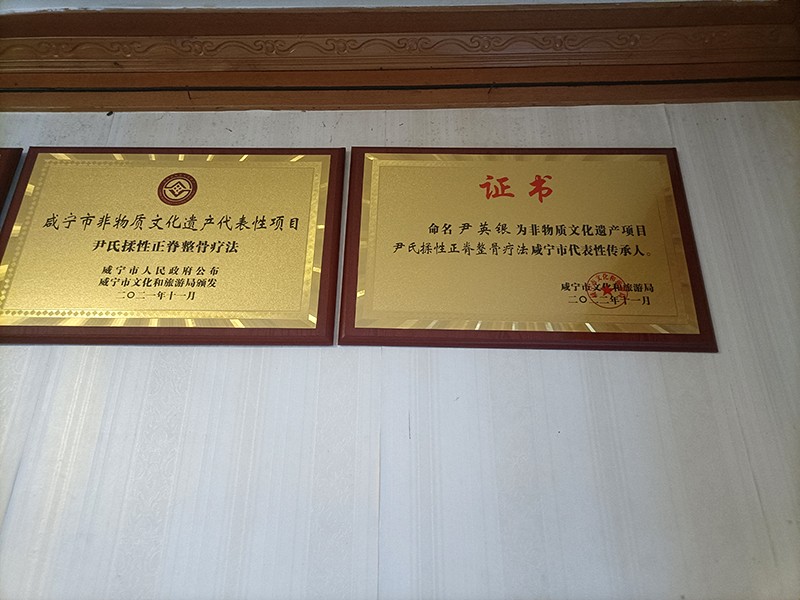 咸宁市非物质文化遗产代表性项目
尹氏揉性正脊整骨疗法
咸宁市人民政府公布
咸宁市文化和旅游局颁发
二〇二一年十一月
证书
命名 尹英银 为非物质文化遗产项目
尹氏揉性正脊整骨疗法咸宁市代表性传承人。
咸宁市文化和旅游局
二〇二二年十一月